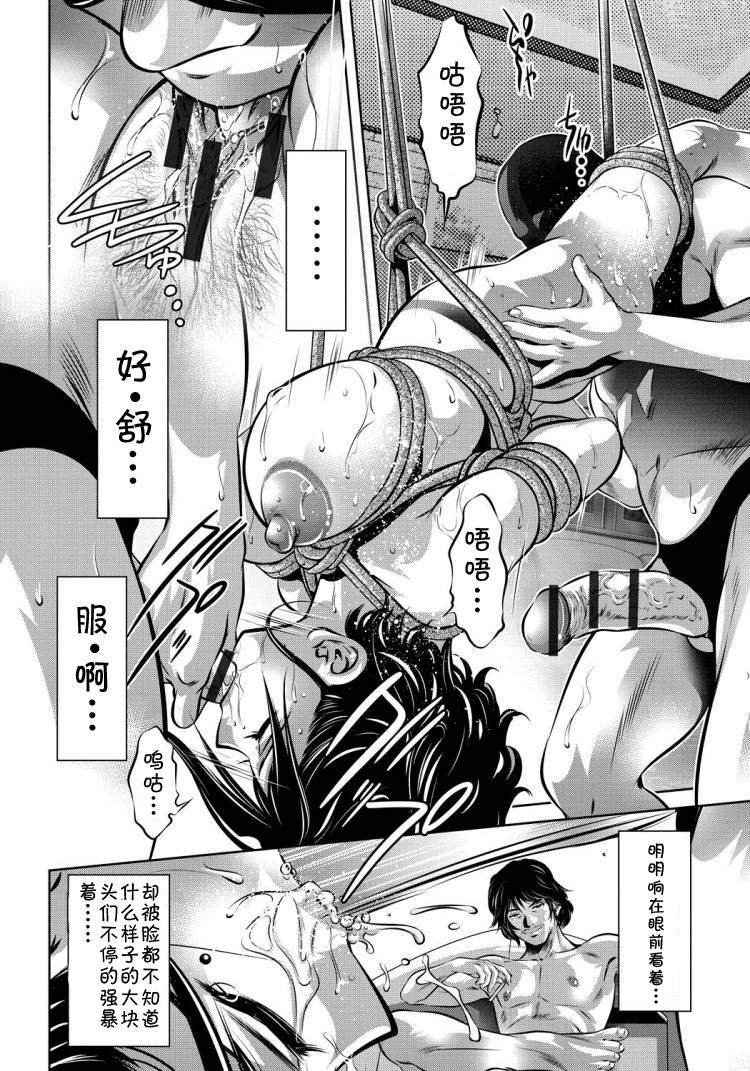 咕唔唔
……
好・舒…
服・啊…
唔唔…
呜咕…
明明响在眼前看着…
却被脸都不知道
什么样子的大块
头们不停的强暴
着……